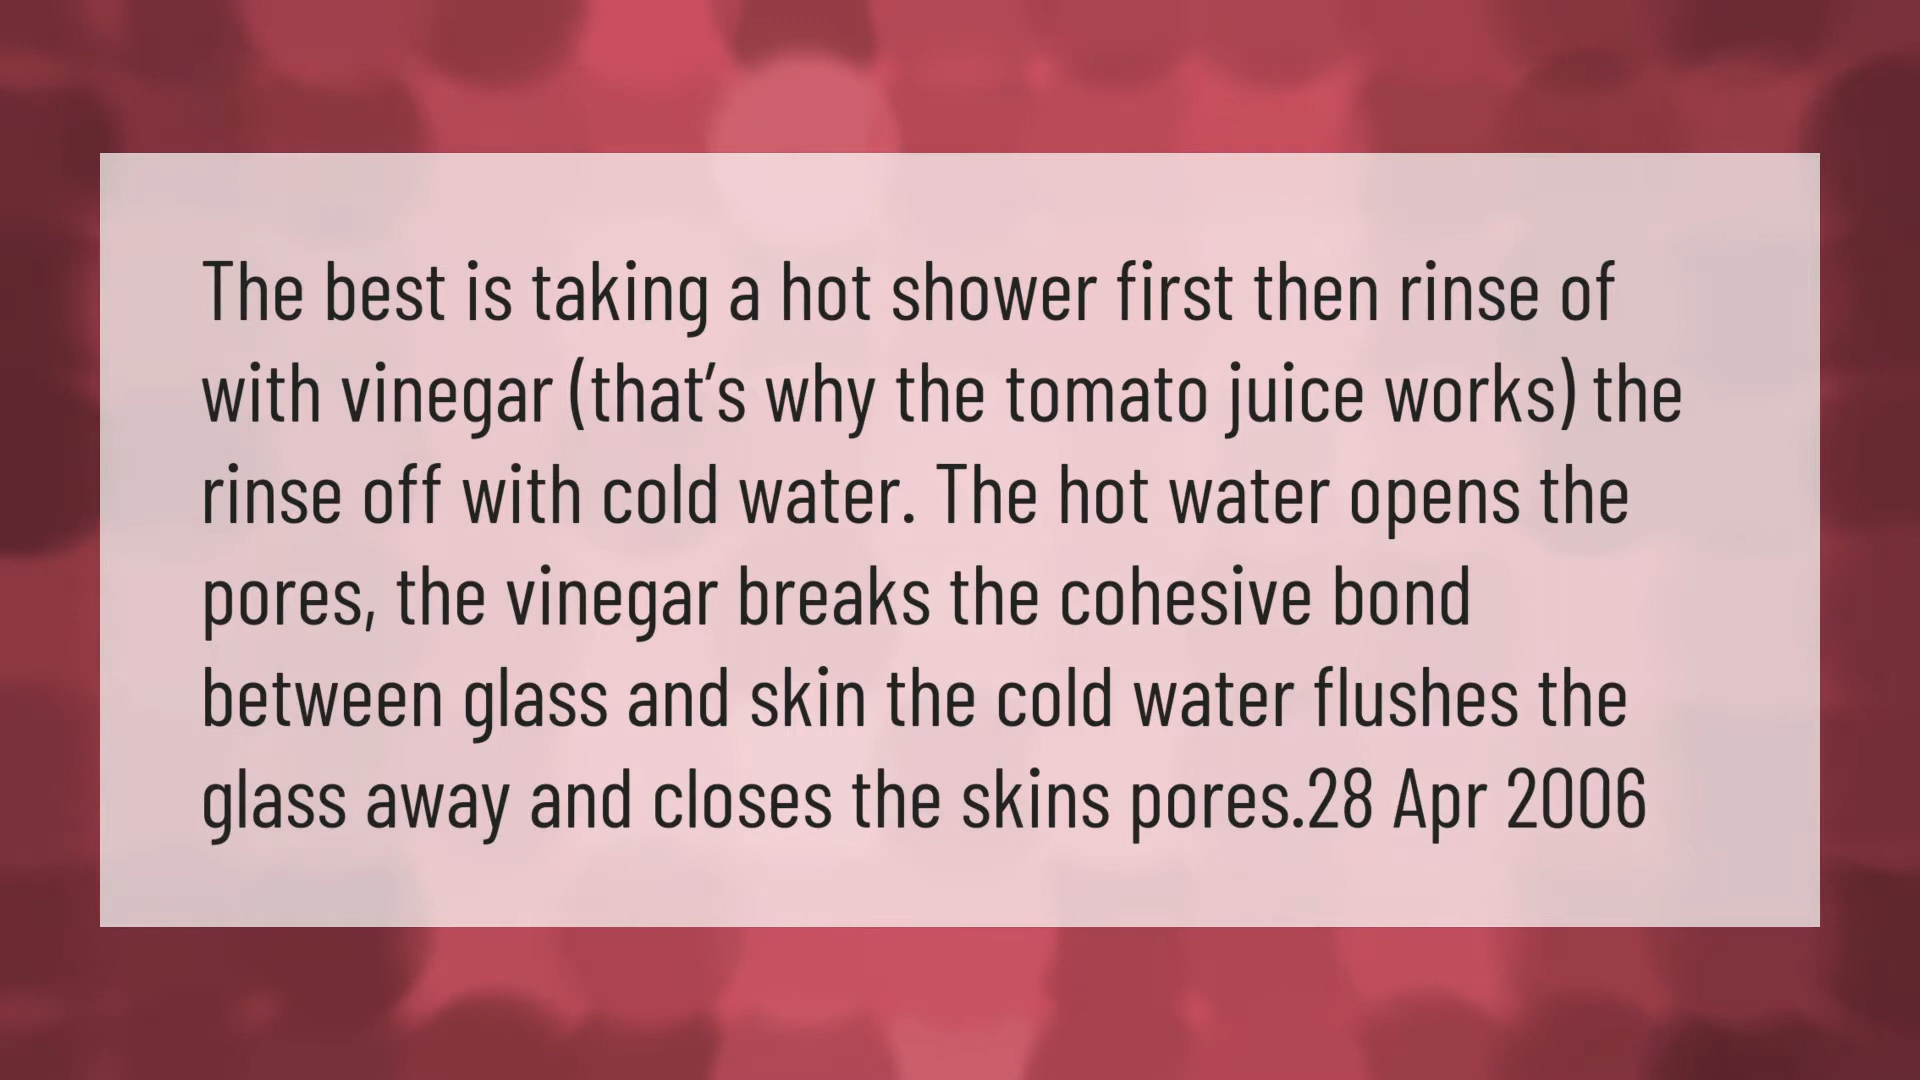 The best is taking a hot shower first then rinse of
with vinegar (that’s why the tomato juice works) the
rinse off with cold water. The hot water opens the
pores, the vinegar breaks the cohesive bond
between glass and skin the cold water flushes the
glass away and closes the skins pores.28 Apr 2006